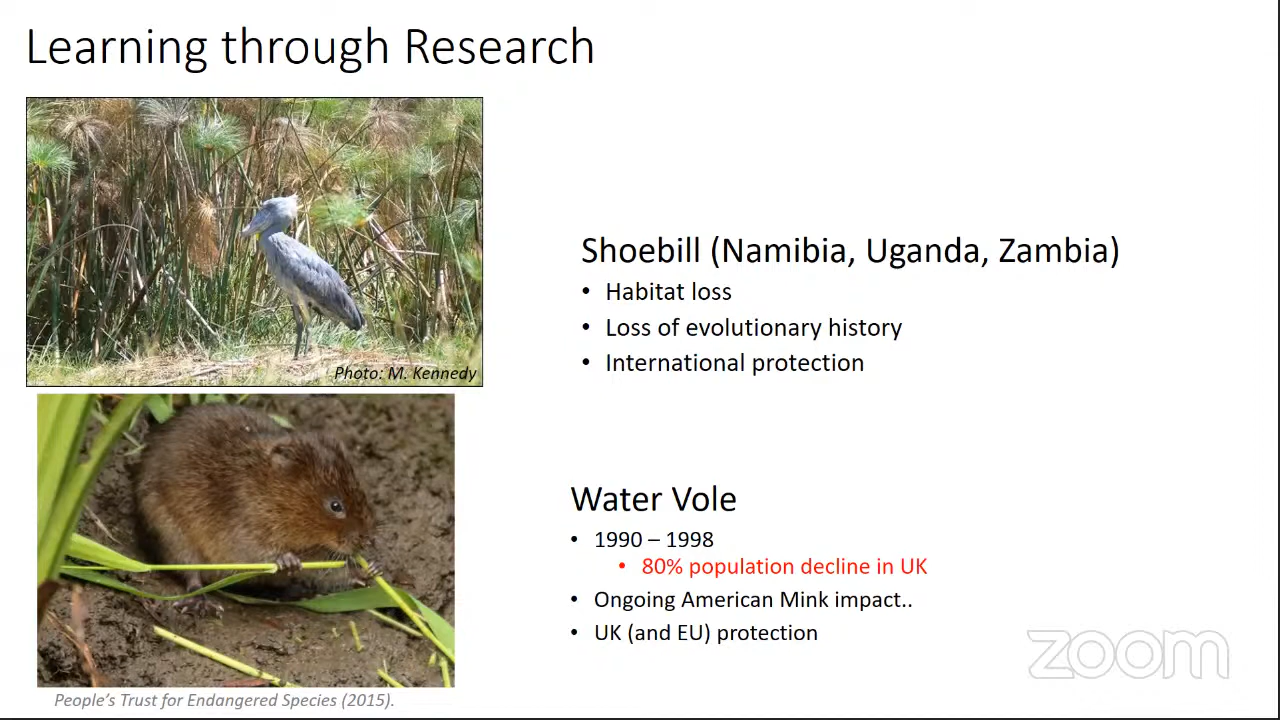 Learning through Research
Photo: M. Kennedy
Shoebill (Namibia, Uganda, Zambia)
• Habitat loss
• Loss of evolutionary history
• International protection
Water Vole
• 1990 – 1998
• 80% population decline in UK
• Ongoing American Mink impact..
• UK (and EU) protection
People’s Trust for Endangered Species (2015).
zoom